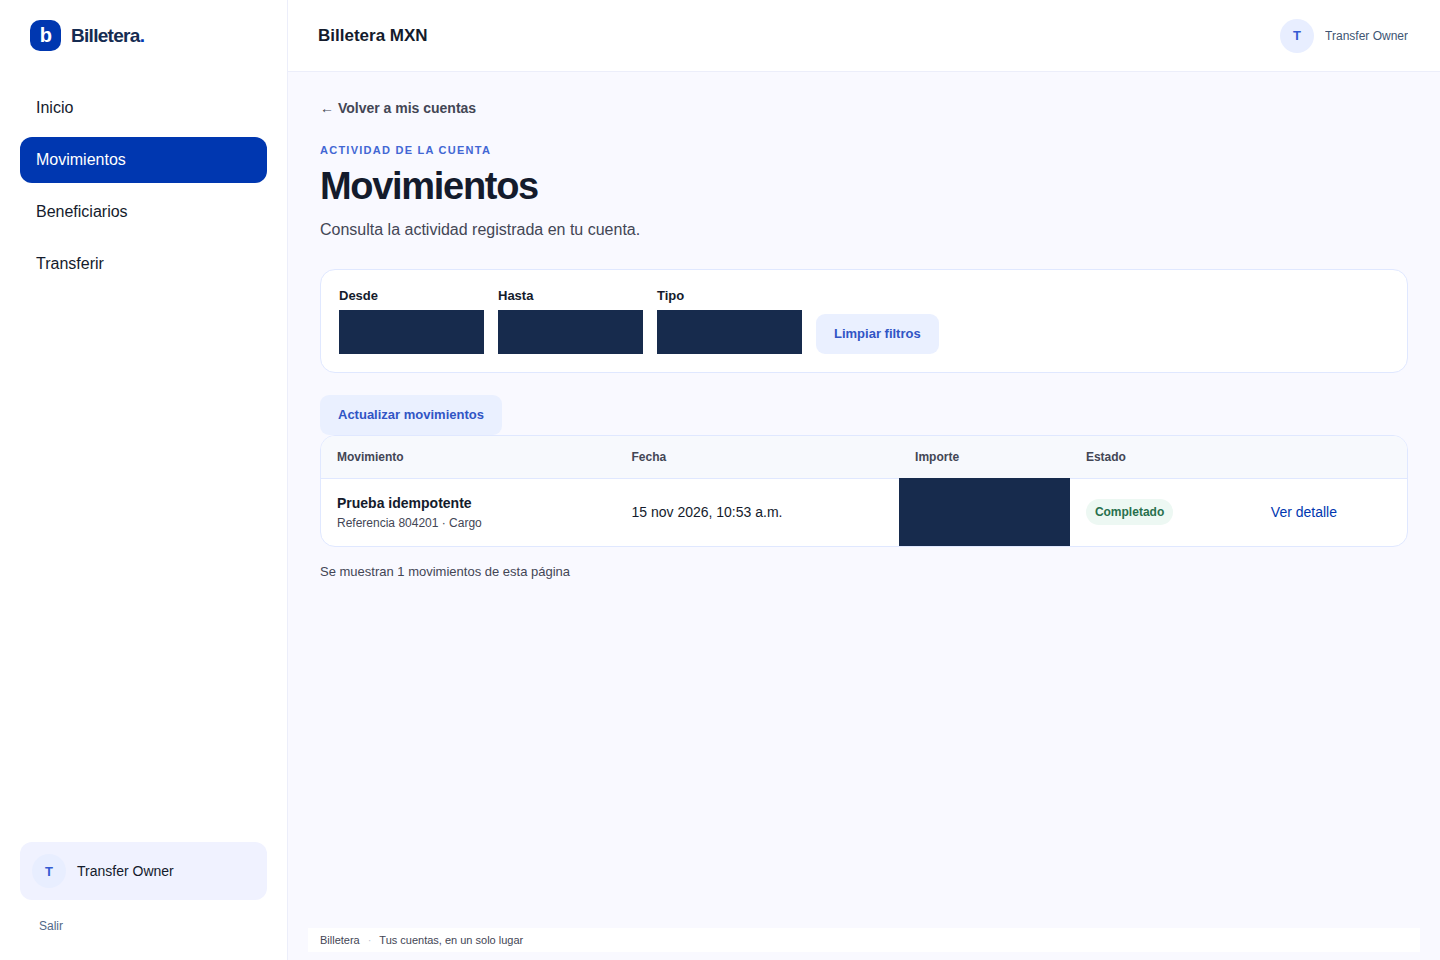 b Billetera.
Billetera MXN
T Transfer Owner
Inicio
Movimientos
Beneficiarios
Transferir
← Volver a mis cuentas
ACTIVIDAD DE LA CUENTA
Movimientos
Consulta la actividad registrada en tu cuenta.
Desde Hasta Tipo
Limpiar filtros
Actualizar movimientos
Movimiento Fecha Importe Estado
Prueba idempotente
Referencia 804201 · Cargo
15 nov 2026, 10:53 a.m.
Completado
Ver detalle
Se muestran 1 movimientos de esta página
T Transfer Owner
Salir
Billetera · Tus cuentas, en un solo lugar